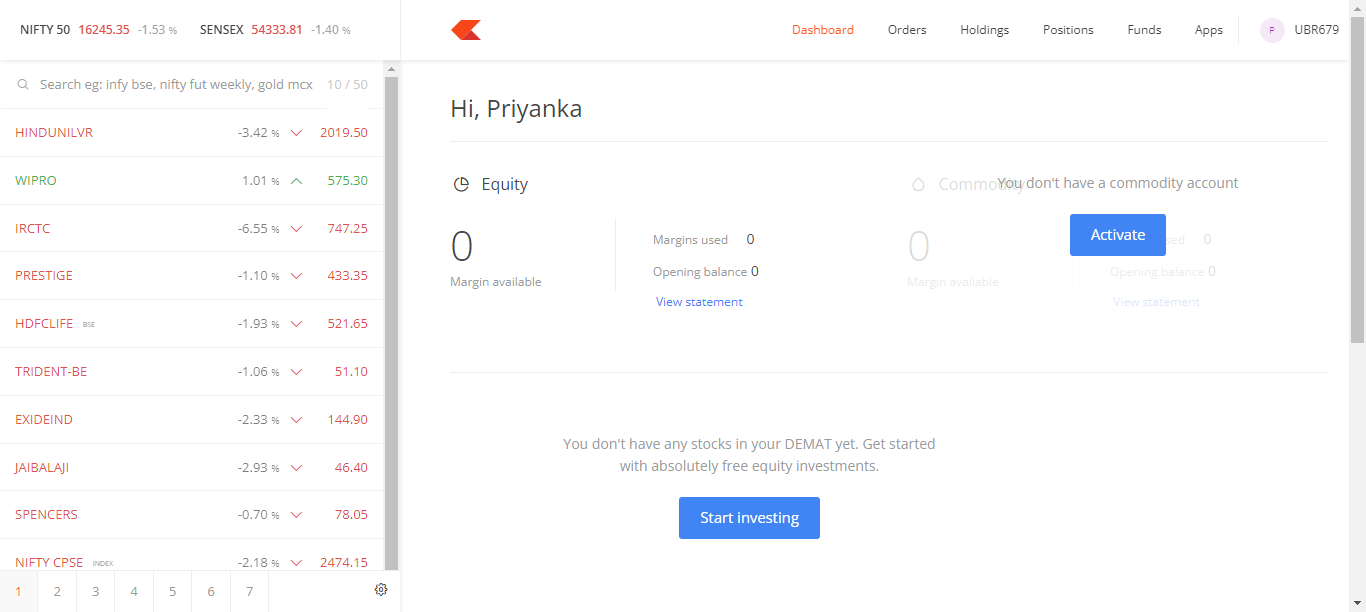 NIFTY 50 16245.35 -1.53 % SENSEX 54333.81 -1.40 %
Dashboard Orders Holdings Positions Funds Apps P UBR679
Search eg: infy bse, nifty fut weekly, gold mcx 10 / 50
HINDUNILVR -3.42 % 2019.50
WIPRO 1.01 % 575.30
IRCTC -6.55 % 747.25
PRESTIGE -1.10 % 433.35
HDFCLIFE BSE -1.93 % 521.65
TRIDENT-BE -1.06 % 51.10
EXIDEIND -2.33 % 144.90
JAIBALAJI -2.93 % 46.40
SPENCERS -0.70 % 78.05
NIFTY CPSE INDEX -2.18 % 2474.15
1 2 3 4 5 6 7
Hi, Priyanka
Equity
0
Margin available
Margins used 0
Opening balance 0
View statement
Commodity
You don't have a commodity account
Activate
0
Margin available
used 0
Opening balance 0
View statement
You don't have any stocks in your DEMAT yet. Get started
with absolutely free equity investments.
Start investing